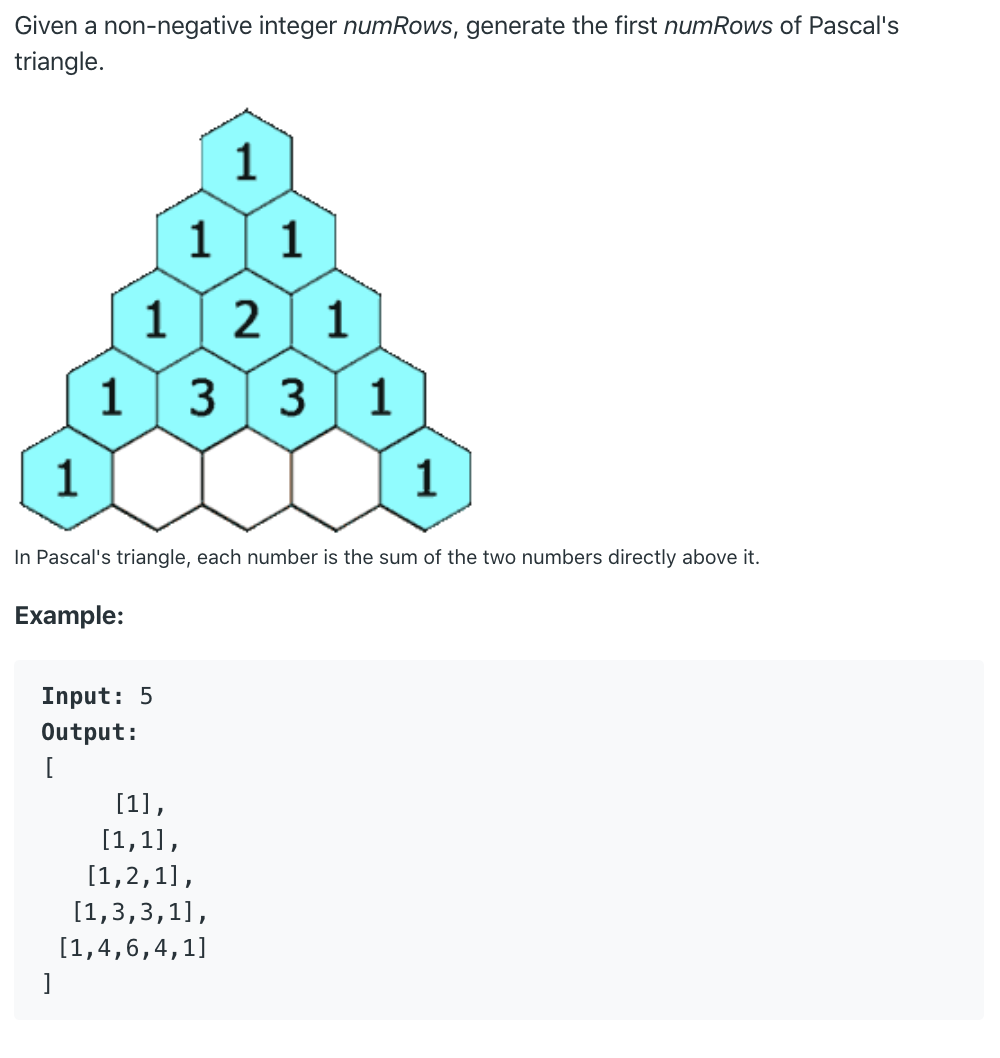 Given a non-negative integer numRows, generate the first numRows of Pascal's
triangle.
1
1 1
1 2 1
1 3 3 1
1 1
In Pascal's triangle, each number is the sum of the two numbers directly above it.
Example:
Input: 5
Output:
[
[1],
[1,1],
[1,2,1],
[1,3,3,1],
[1,4,6,4,1]
]